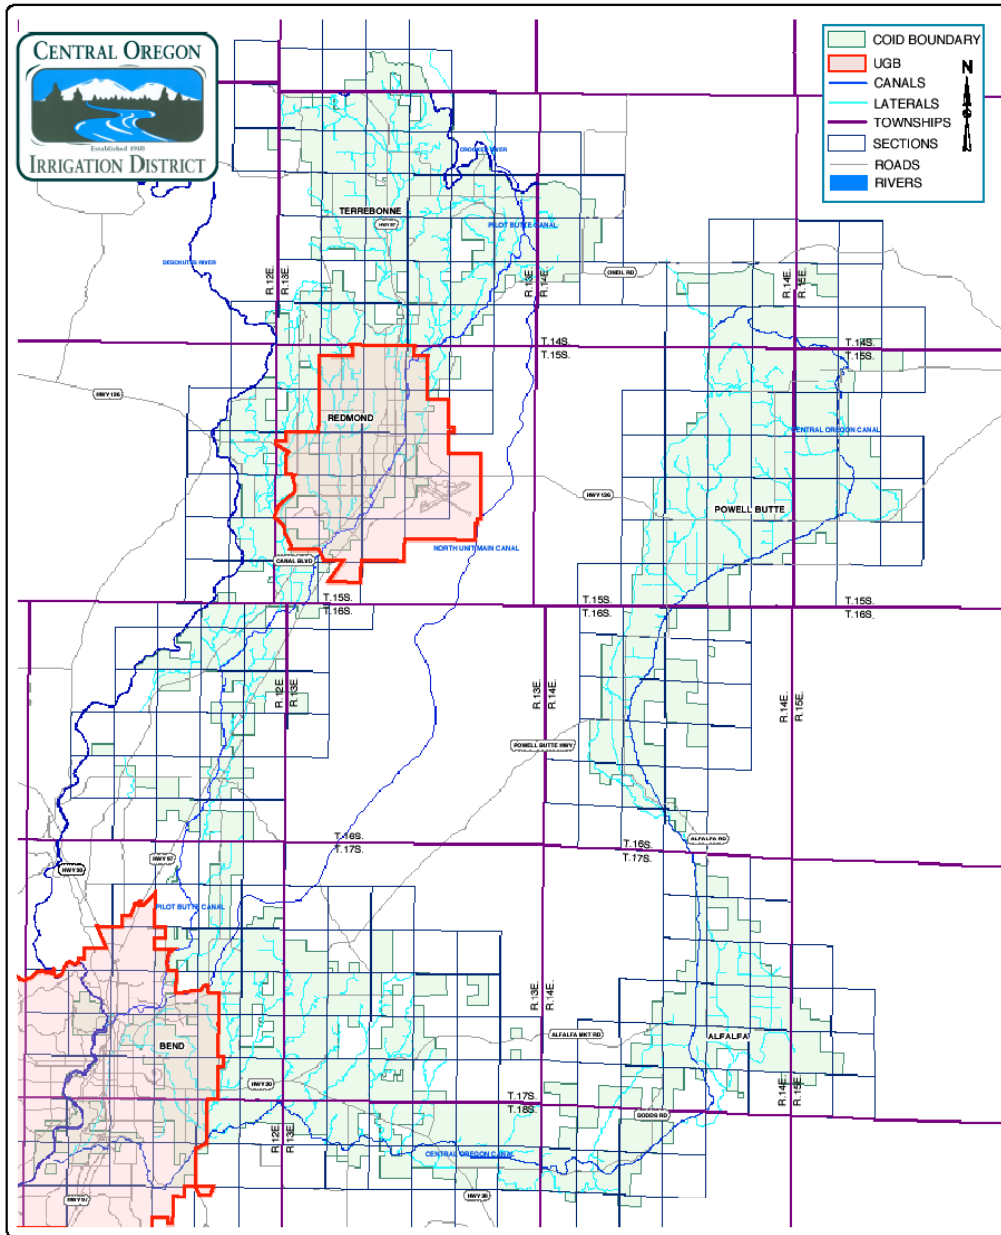 CENTRAL OREGON
Established 1918
IRRIGATION DISTRICT
COID BOUNDARY
UGB
CANALS
LATERALS
TOWNSHIPS
SECTIONS
ROADS
RIVERS
N
CROOKED RIVER
TERREBONNE
HWY 97
PILOT BUTTE CANAL
DESCHUTES RIVER
R.12E.
R.13E.
R.13E.
R.14E.
ONEIL RD
R.14E.
R.15E.
T.14S.
T.15S.
T.14S.
T.15S.
HWY 126
REDMOND
CENTRAL OREGON CANAL
HWY 126
POWELL BUTTE
NORTH UNIT MAIN CANAL
CANAL BLVD
T.15S.
T.16S.
T.15S.
T.16S.
T.15S.
T.16S.
R.12E.
R.13E.
R.13E.
R.14E.
R.14E.
R.15E.
POWELL BUTTE HWY
T.16S.
T.17S.
T.16S.
T.17S.
ALFALFA RD
HWY 97
HWY 20
PILOT BUTTE CANAL
R.12E.
R.13E.
R.13E.
R.14E.
ALFALFA MKT RD
ALFALFA
BEND
HWY 20
R.14E.
R.15E.
T.17S.
T.18S.
DODDS RD
R.12E.
R.13E.
CENTRAL OREGON CANAL
HWY 97
HWY 20